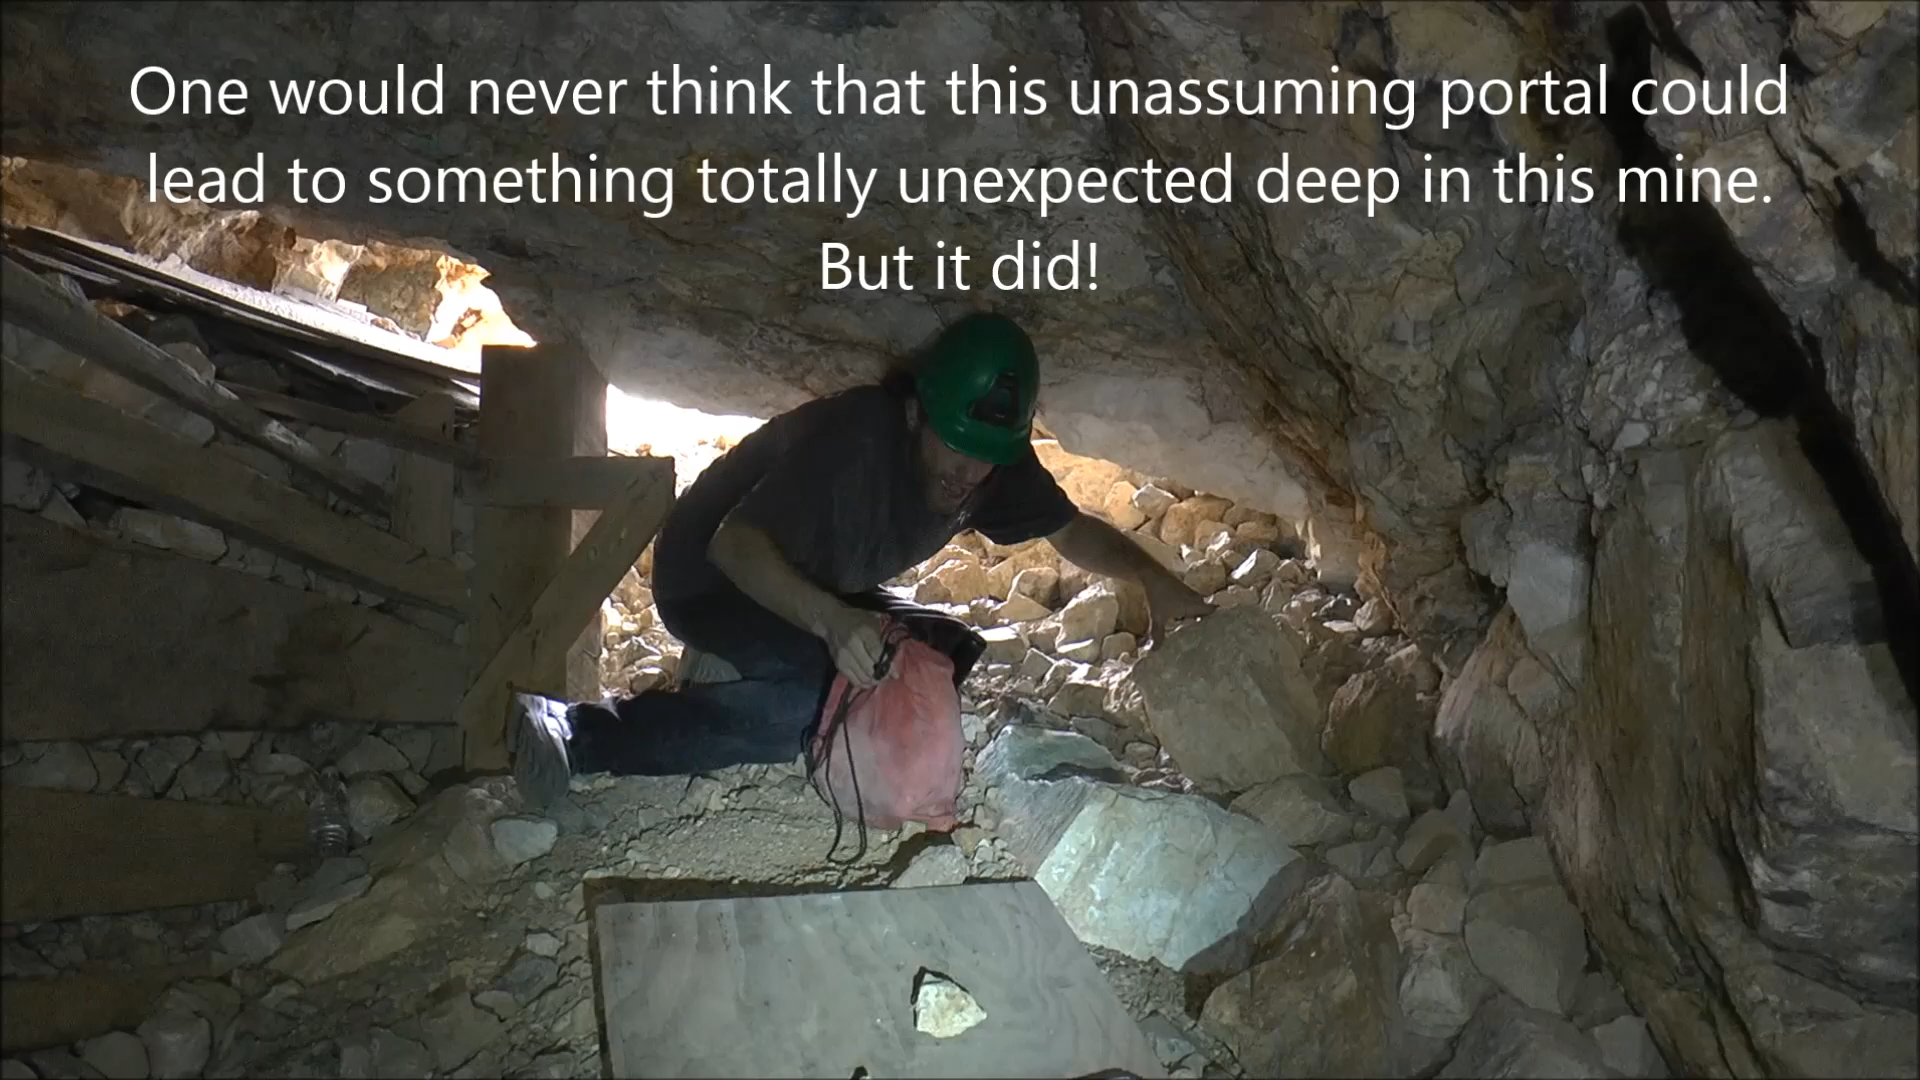 One would never think that this unassuming portal could
lead to something totally unexpected deep in this mine.
But it did!